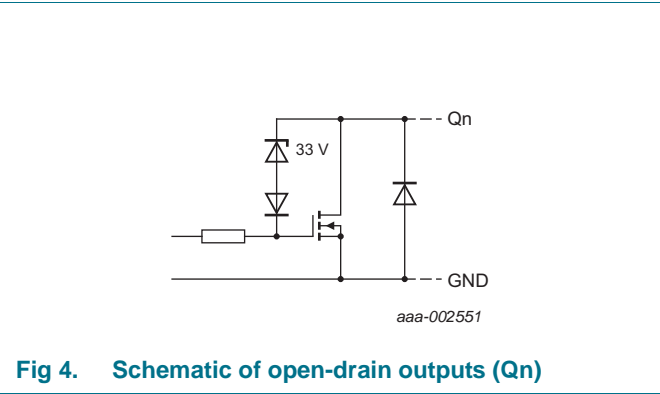 Qn
33 V
GND
aaa-002551
Fig 4. Schematic of open-drain outputs (Qn)